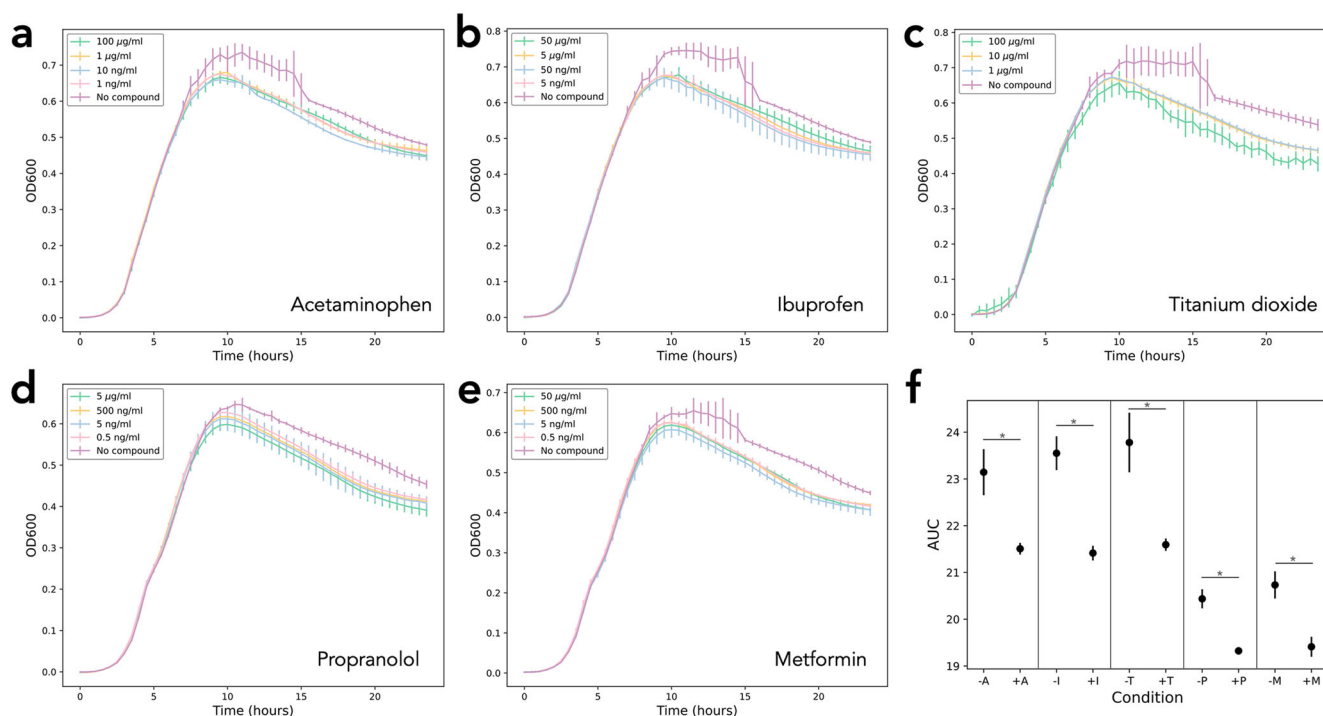 a
100 µg/ml
1 µg/ml
10 ng/ml
1 ng/ml
No compound
0.7
0.6
0.5
0.4
0.3
0.2
0.1
0.0
OD600
0 5 10 15 20
Time (hours)
Acetaminophen
b
50 µg/ml
5 µg/ml
50 ng/ml
5 ng/ml
No compound
0.8
0.7
0.6
0.5
0.4
0.3
0.2
0.1
0.0
OD600
0 5 10 15 20
Time (hours)
Ibuprofen
c
100 µg/ml
10 µg/ml
1 µg/ml
No compound
0.8
0.7
0.6
0.5
0.4
0.3
0.2
0.1
0.0
OD600
0 5 10 15 20
Time (hours)
Titanium dioxide
d
5 µg/ml
500 ng/ml
5 ng/ml
0.5 ng/ml
No compound
0.6
0.5
0.4
0.3
0.2
0.1
0.0
OD600
0 5 10 15 20
Time (hours)
Propranolol
e
50 µg/ml
500 ng/ml
5 ng/ml
0.5 ng/ml
No compound
0.7
0.6
0.5
0.4
0.3
0.2
0.1
0.0
OD600
0 5 10 15 20
Time (hours)
Metformin
f
* * * * *
24
23
22
21
20
19
AUC
-A +A -I +I -T +T -P +P -M +M
Condition